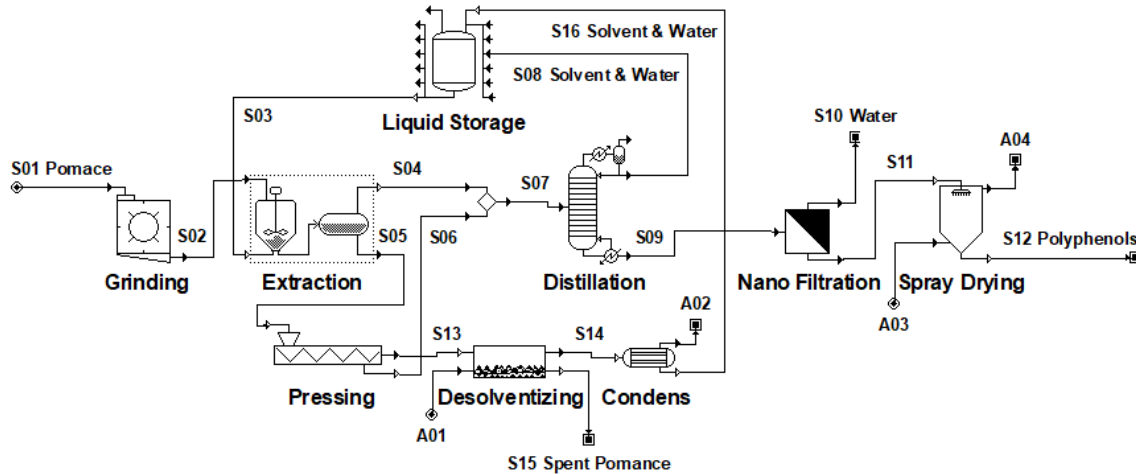 S16 Solvent & Water
S08 Solvent & Water
S03
Liquid Storage
S10 Water
S01 Pomace
S04
S07
S11
A04
S02
S05
S06
S09
S12 Polyphenols
Grinding
Extraction
Distillation
Nano Filtration
Spray Drying
A03
A02
S13
S14
Pressing
Desolventizing
Condens
A01
S15 Spent Pomance